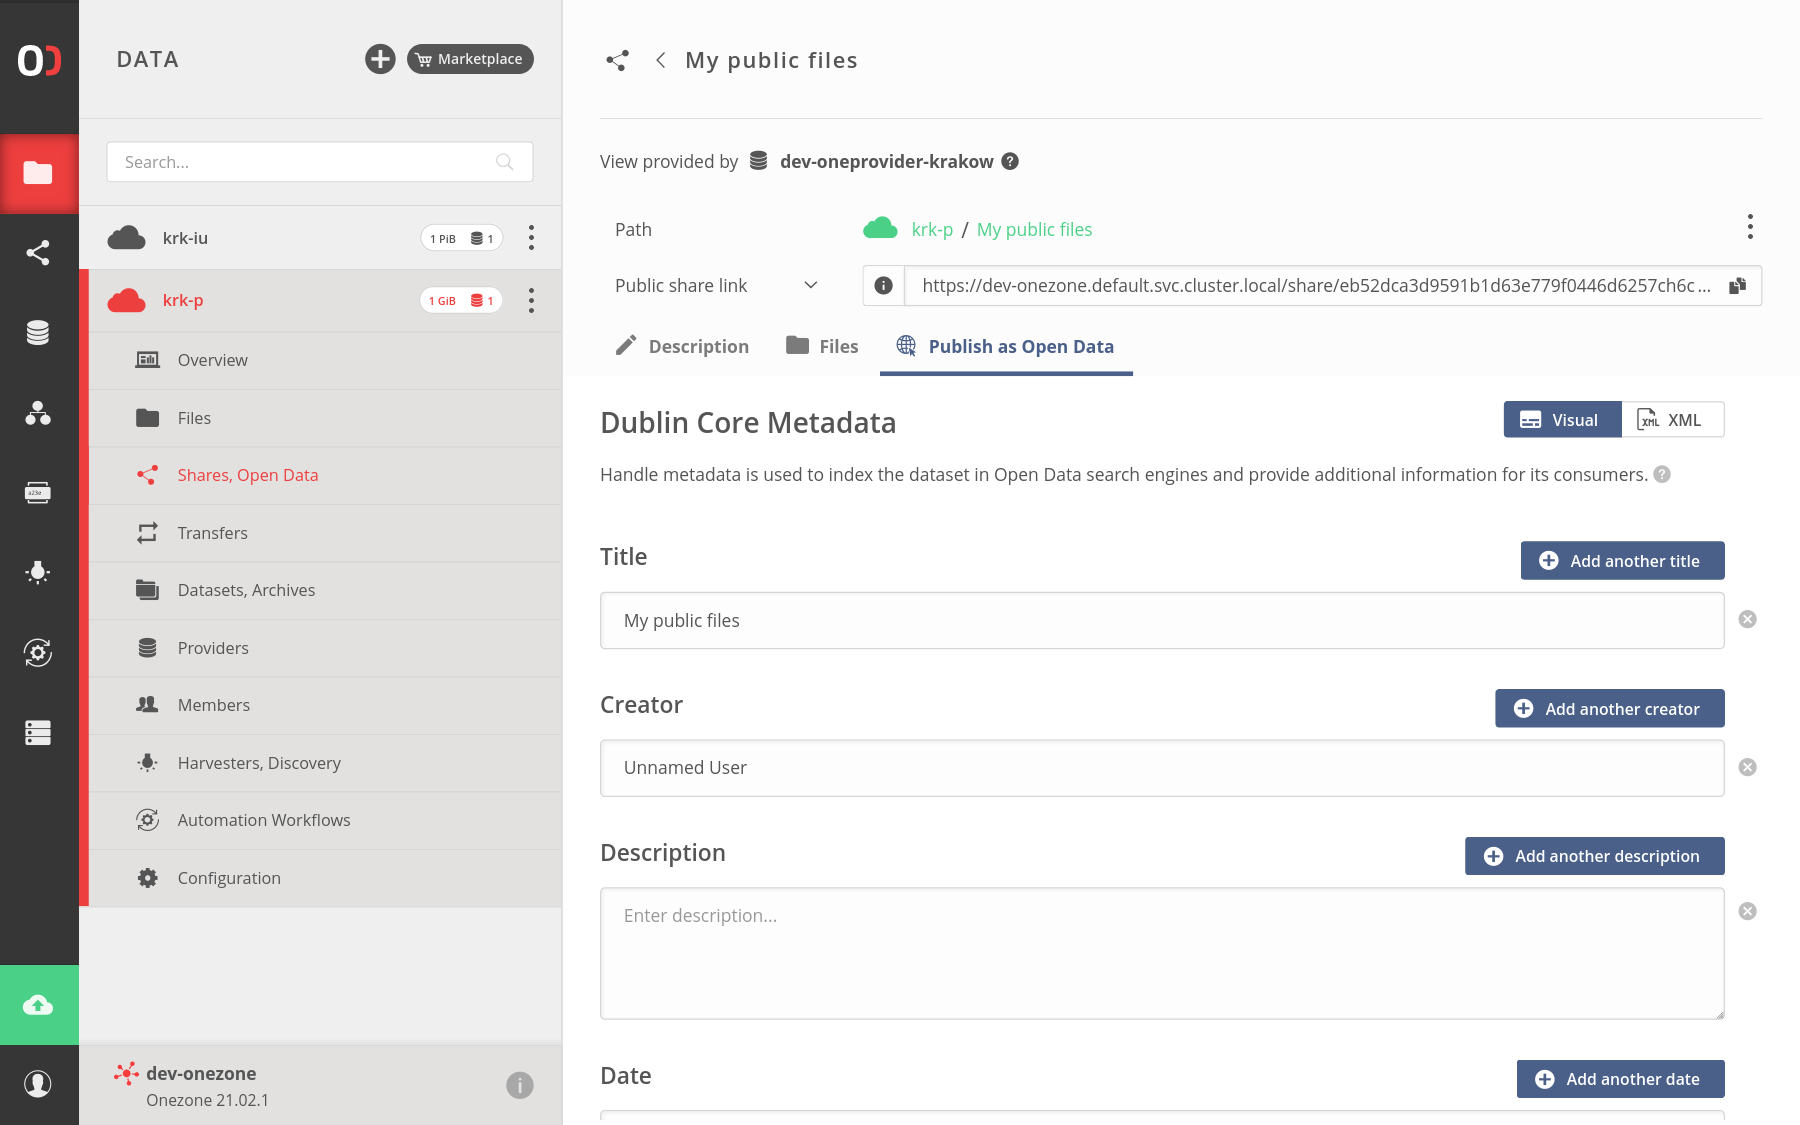 DATA
Marketplace
Search...
krk-iu
1 PiB
1
krk-p
1 GiB
1
Overview
Files
Shares, Open Data
Transfers
Datasets, Archives
Providers
Members
Harvesters, Discovery
Automation Workflows
Configuration
dev-onezone
Onezone 21.02.1
My public files
View provided by dev-oneprovider-krakow
Path
krk-p / My public files
Public share link
https://dev-onezone.default.svc.cluster.local/share/eb52dca3d9591b1d63e779f0446d6257ch6c...
Description
Files
Publish as Open Data
Dublin Core Metadata
Visual
XML
Handle metadata is used to index the dataset in Open Data search engines and provide additional information for its consumers.
Title
Add another title
My public files
Creator
Add another creator
Unnamed User
Description
Add another description
Enter description...
Date
Add another date